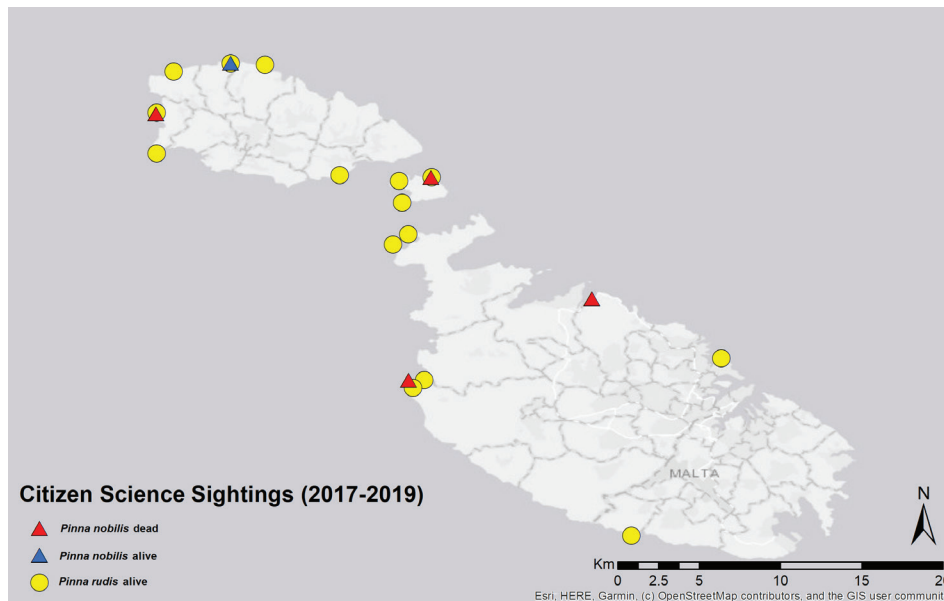 MALTA
Citizen Science Sightings (2017-2019)
Pinna nobilis dead
Pinna nobilis alive
Pinna rudis alive
N
Km
0 2.5 5 10 15 20
Esri, HERE, Garmin, (c) OpenStreetMap contributors, and the GIS user communit